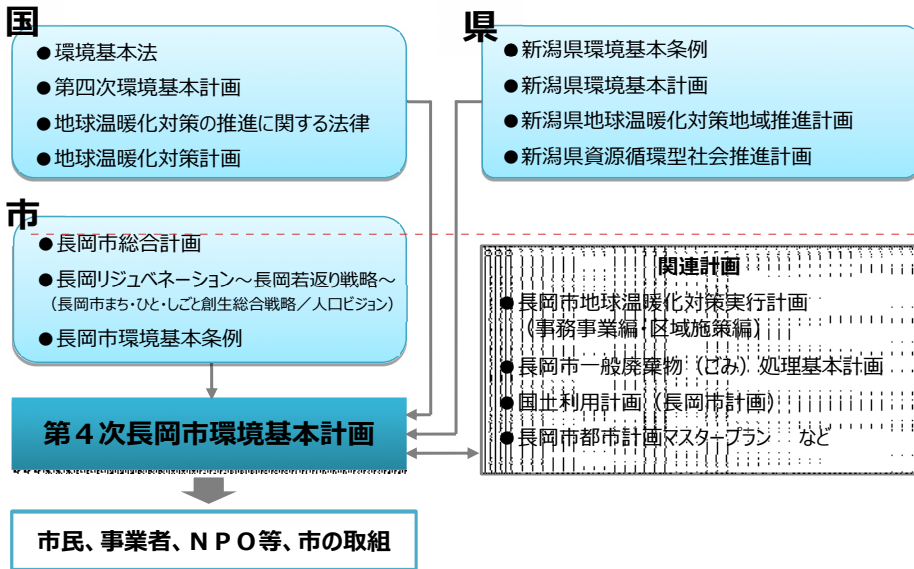 国
●環境基本法
●第四次環境基本計画
●地球温暖化対策の推進に関する法律
●地球温暖化対策計画
県
●新潟県環境基本条例
●新潟県環境基本計画
●新潟県地球温暖化対策地域推進計画
●新潟県資源循環型社会推進計画
市
●長岡市総合計画
●長岡リジュベネーション～長岡若返り戦略～
（長岡市まち・ひと・しごと創生総合戦略／人口ビジョン）
●長岡市環境基本条例
関連計画
●長岡市地球温暖化対策実行計画
（事務事業編・区域施策編）
●長岡市一般廃棄物（ごみ）処理基本計画
●国土利用計画（長岡市計画）
●長岡市都市計画マスタープラン　など
第４次長岡市環境基本計画
市民、事業者、ＮＰＯ等、市の取組